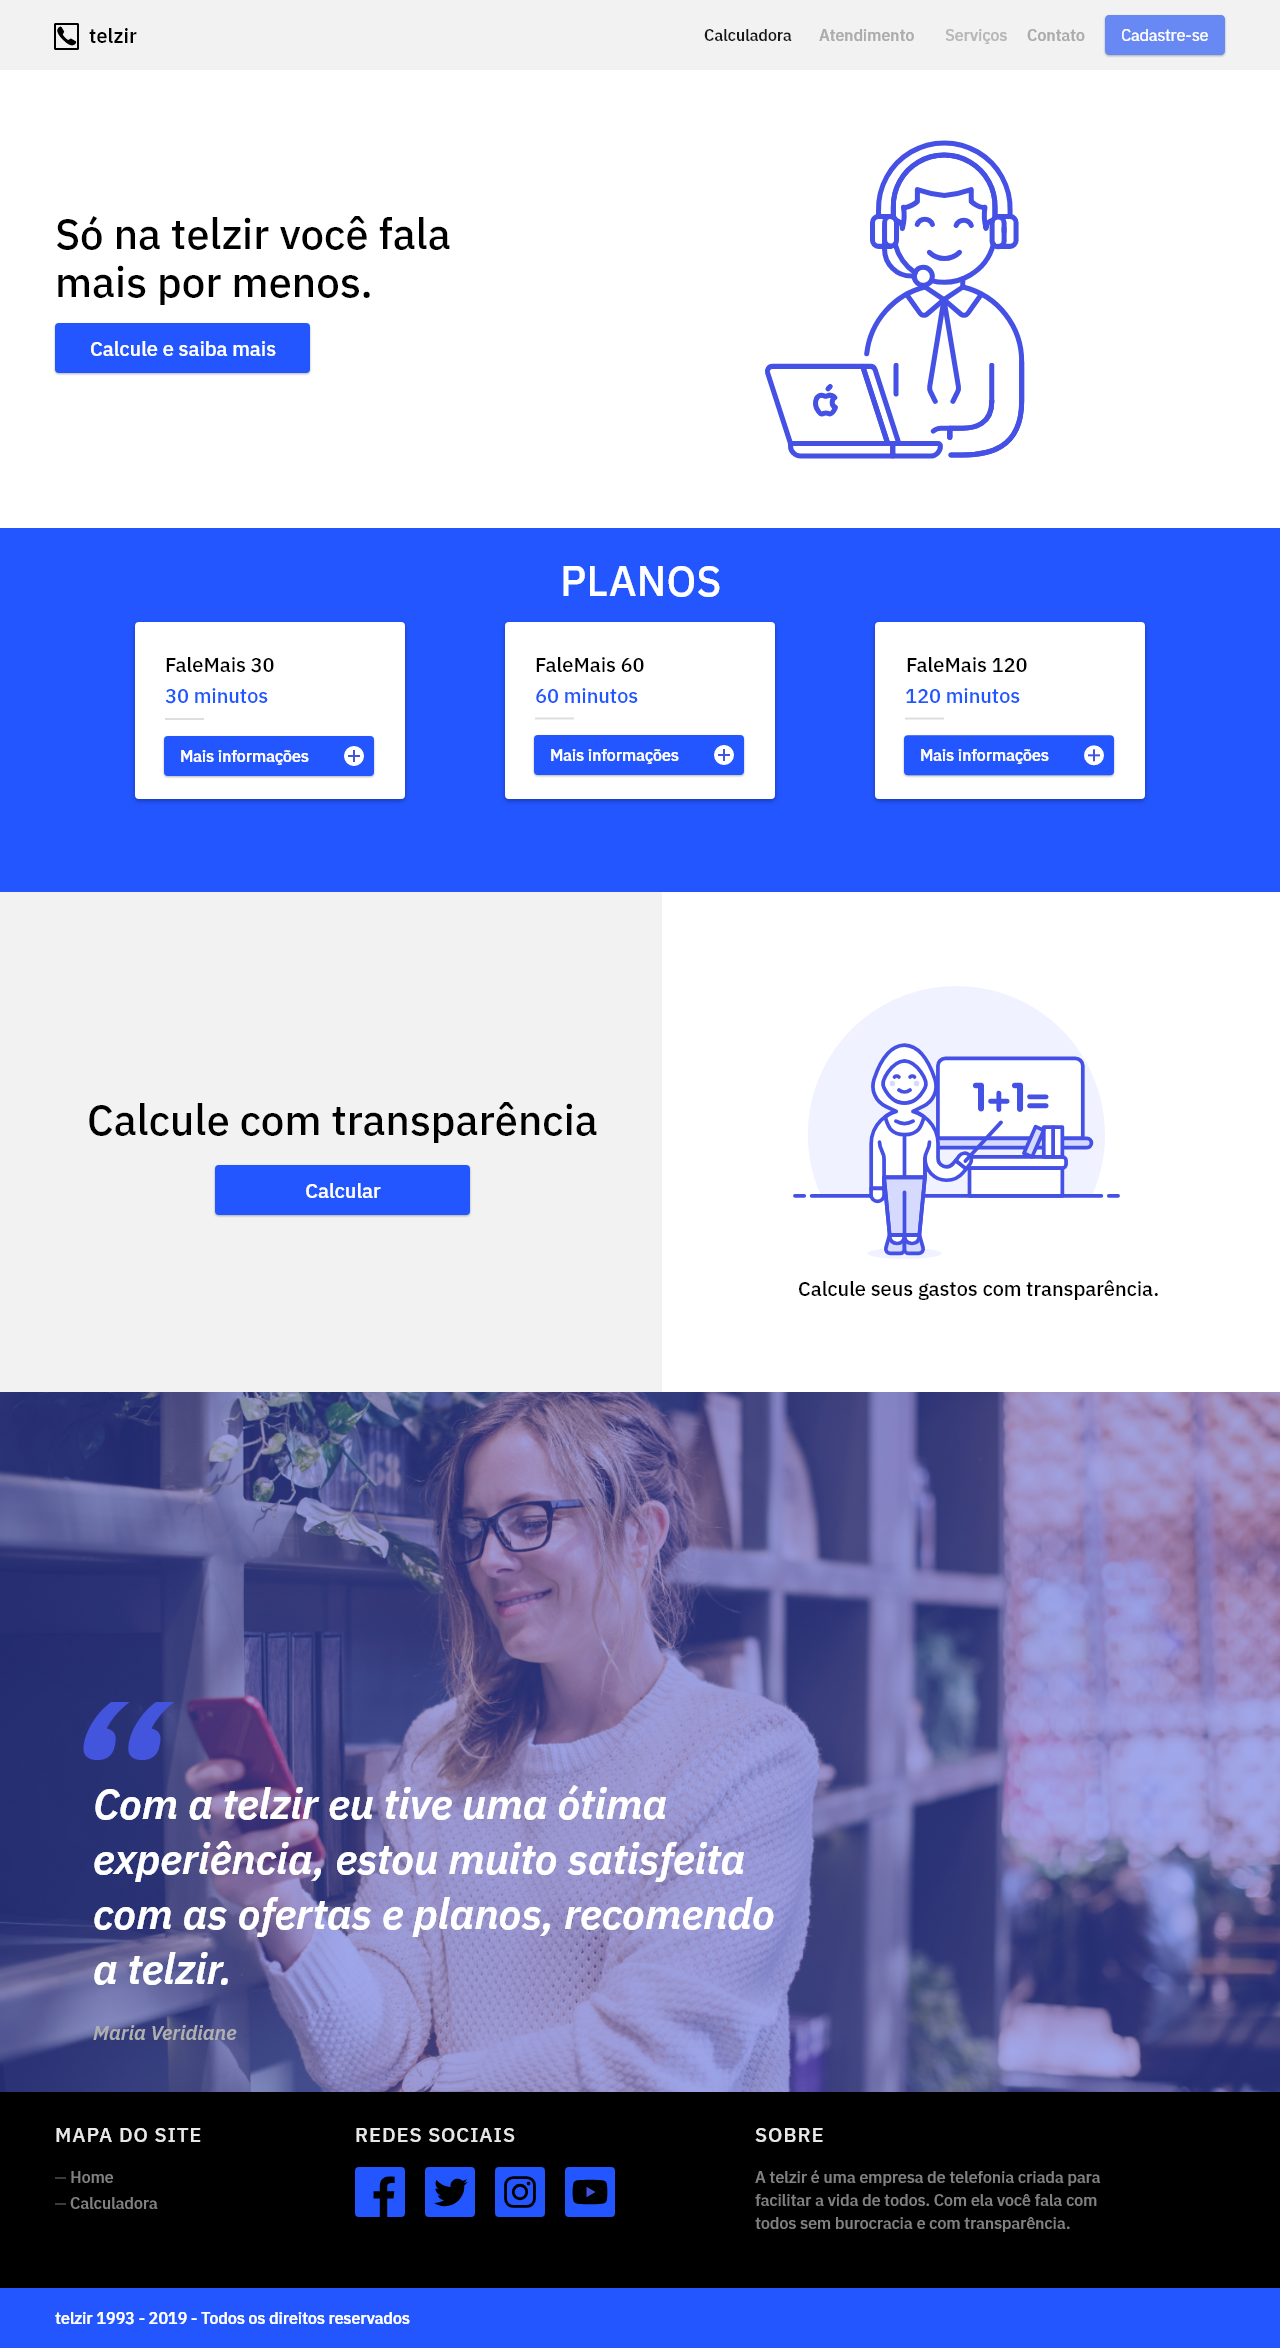 telzir
Calculadora Atendimento Serviços Contato Cadastre-se
Só na telzir você fala
mais por menos.
Calcule e saiba mais
PLANOS
FaleMais 30
30 minutos
Mais informações
FaleMais 60
60 minutos
Mais informações
FaleMais 120
120 minutos
Mais informações
Calcule com transparência
Calcular
1+1=
Calcule seus gastos com transparência.
“
Com a telzir eu tive uma ótima
experiência, estou muito satisfeita
com as ofertas e planos, recomendo
a telzir.
Maria Veridiane
MAPA DO SITE
— Home
— Calculadora
REDES SOCIAIS
SOBRE
A telzir é uma empresa de telefonia criada para
facilitar a vida de todos. Com ela você fala com
todos sem burocracia e com transparência.
telzir 1993 - 2019 - Todos os direitos reservados